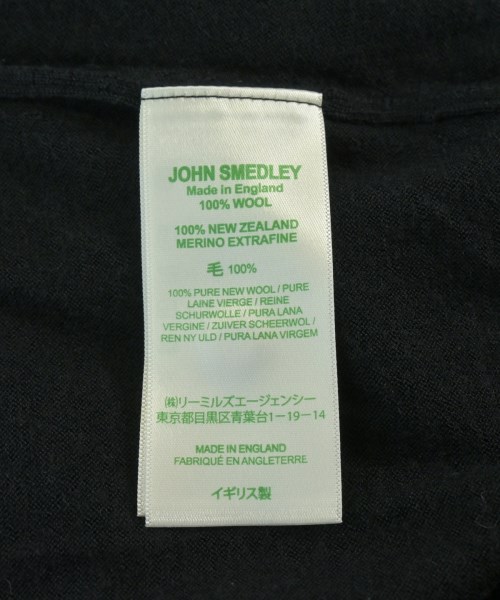 JOHN SMEDLEY
Made in England
100% WOOL
100% NEW ZEALAND
MERINO EXTRAFINE
毛 100%
100% PURE NEW WOOL / PURE
LAINE VIERGE / REINE
SCHURWOLLE / PURA LANA
VERGINE / ZUIVER SCHEERWOL /
REN NY ULD / PURA LANA VIRGEM
㈱リーミルズエージェンシー
東京都目黒区青葉台1-19-14
MADE IN ENGLAND
FABRIQUÉ EN ANGLETERRE
イギリス製